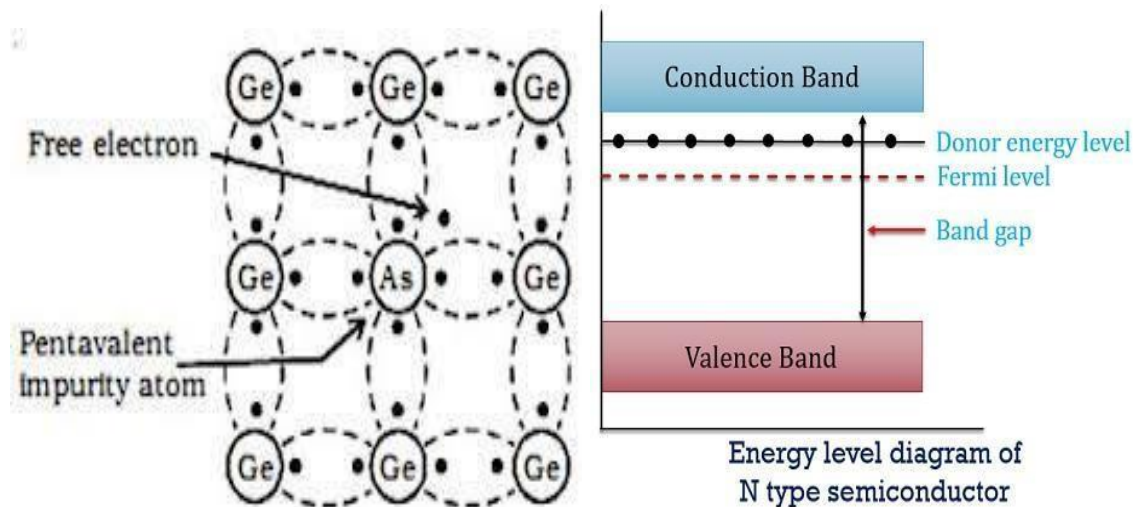 Ge Ge Ge
Free electron
Ge As Ge
Pentavalent
impurity atom
Ge Ge Ge
Conduction Band
Donor energy level
Fermi level
Band gap
Valence Band
Energy level diagram of
N type semiconductor